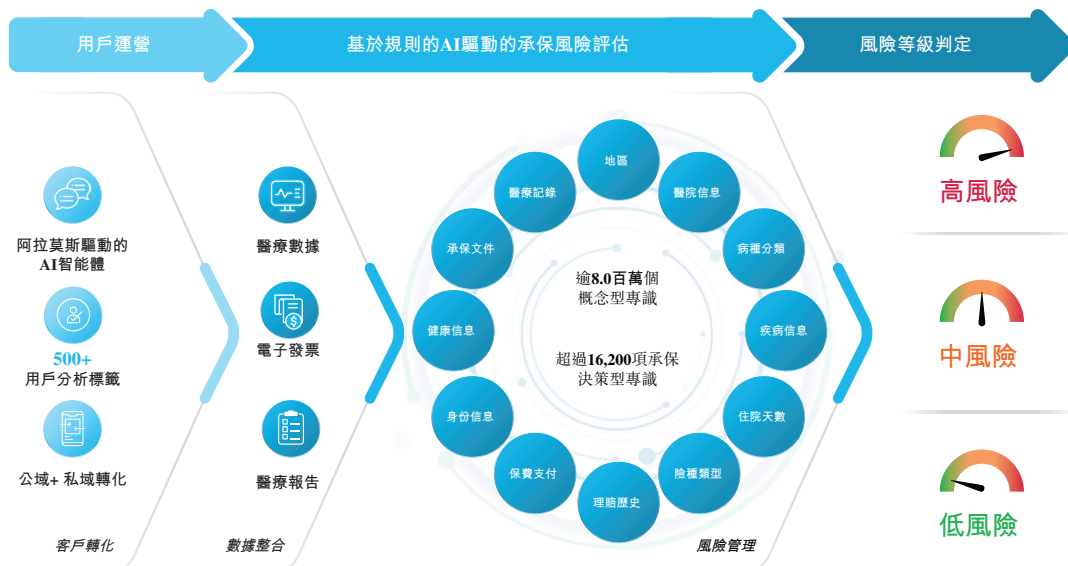 用戶運營
基於規則的AI驅動的承保風險評估
風險等級判定
阿拉莫斯驅動的
AI智能體
500+
用戶分析標籤
公域+ 私域轉化
客戶轉化
醫療數據
電子發票
醫療報告
數據整合
地區
醫院信息
病種分類
疾病信息
住院天數
險種類型
理賠歷史
保費支付
身份信息
健康信息
承保文件
醫療記錄
逾8.0百萬個
概念型專識
超過16,200項承保
決策型專識
風險管理
高風險
中風險
低風險